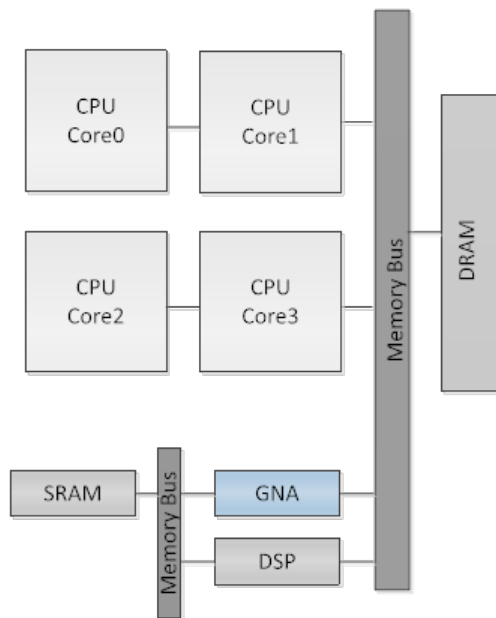 CPU
Core0
CPU
Core1
CPU
Core2
CPU
Core3
Memory Bus
DRAM
SRAM
Memory Bus
GNA
DSP